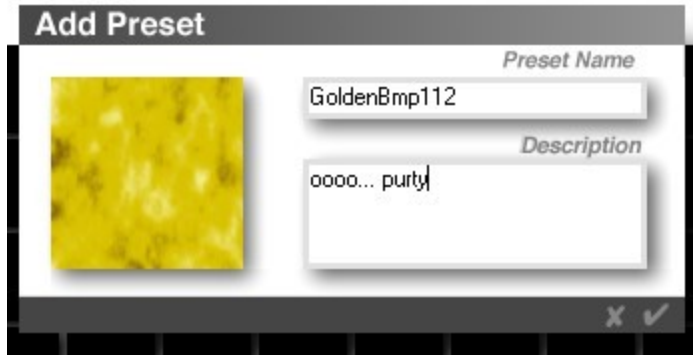 Add Preset
Preset Name
GoldenBmp112
Description
oooo... purty